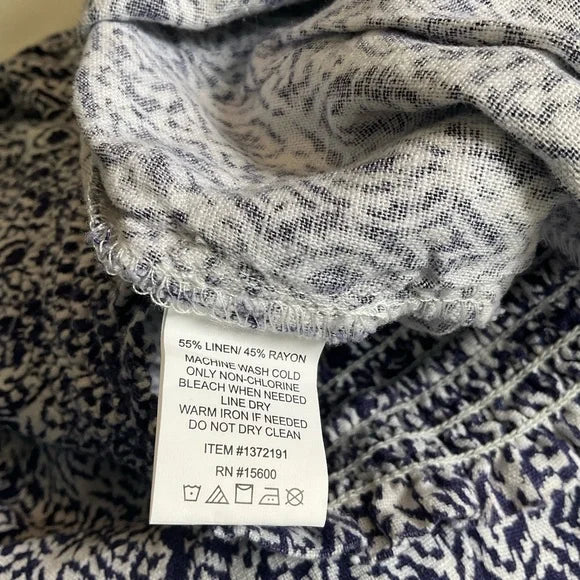 55% LINEN/ 45% RAYON
MACHINE WASH COLD
ONLY NON-CHLORINE
BLEACH WHEN NEEDED
LINE DRY
WARM IRON IF NEEDED
DO NOT DRY CLEAN
ITEM #1372191
RN #15600